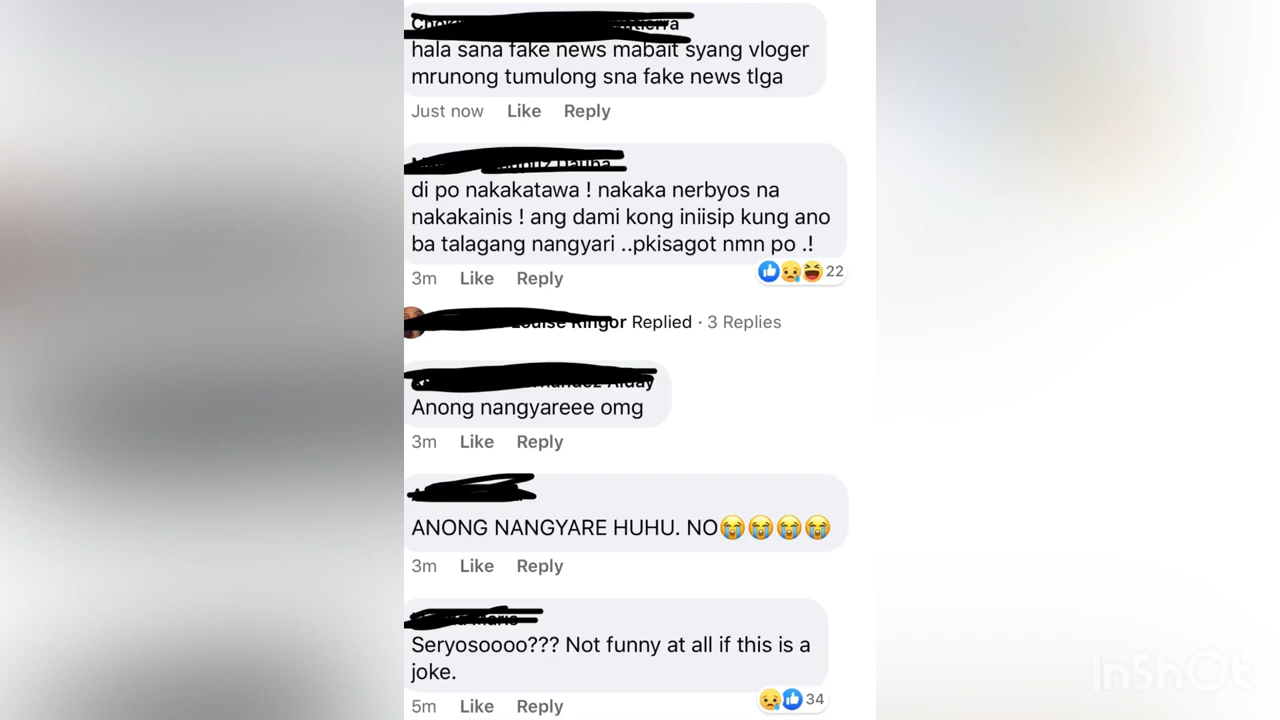 hala sana fake news mabait syang vloger
mrunong tumulong sna fake news tlga
Just now Like Reply
di po nakakatawa ! nakaka nerbyos na
nakakainis ! ang dami kong iniisip kung ano
ba talagang nangyari ..pkisagot nmn po .!
3m Like Reply 22
Replied · 3 Replies
Anong nangyareee omg
3m Like Reply
ANONG NANGYARE HUHU. NO😭😭😭😭
3m Like Reply
Seryosoooo??? Not funny at all if this is a
joke.
5m Like Reply 34
InShOt